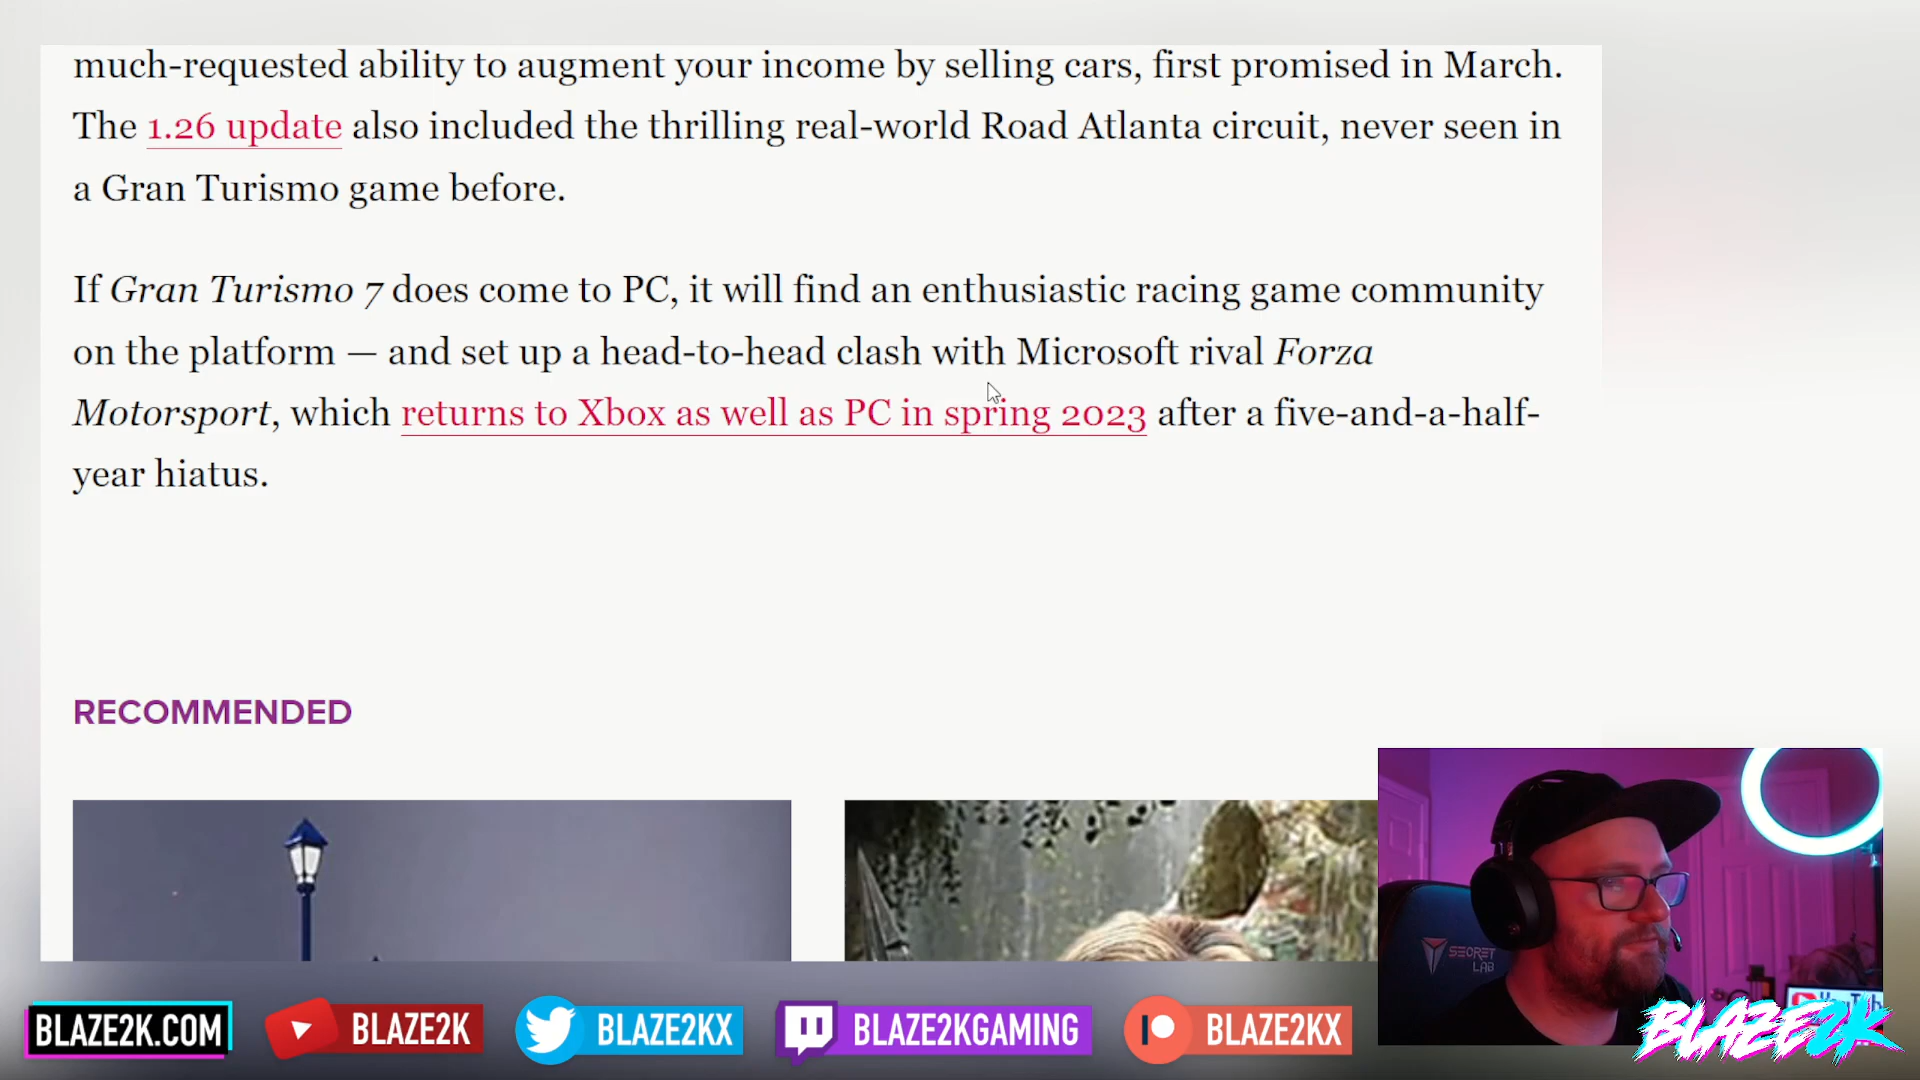 much-requested ability to augment your income by selling cars, first promised in March.
The 1.26 update also included the thrilling real-world Road Atlanta circuit, never seen in
a Gran Turismo game before.
If Gran Turismo 7 does come to PC, it will find an enthusiastic racing game community
on the platform — and set up a head-to-head clash with Microsoft rival Forza
Motorsport, which returns to Xbox as well as PC in spring 2023 after a five-and-a-half-
year hiatus.
RECOMMENDED
SECRET
LAB
YouTub
BLAZE2K.COM
BLAZE2K
BLAZE2KX
BLAZE2KGAMING
BLAZE2KX
BLAZE2K